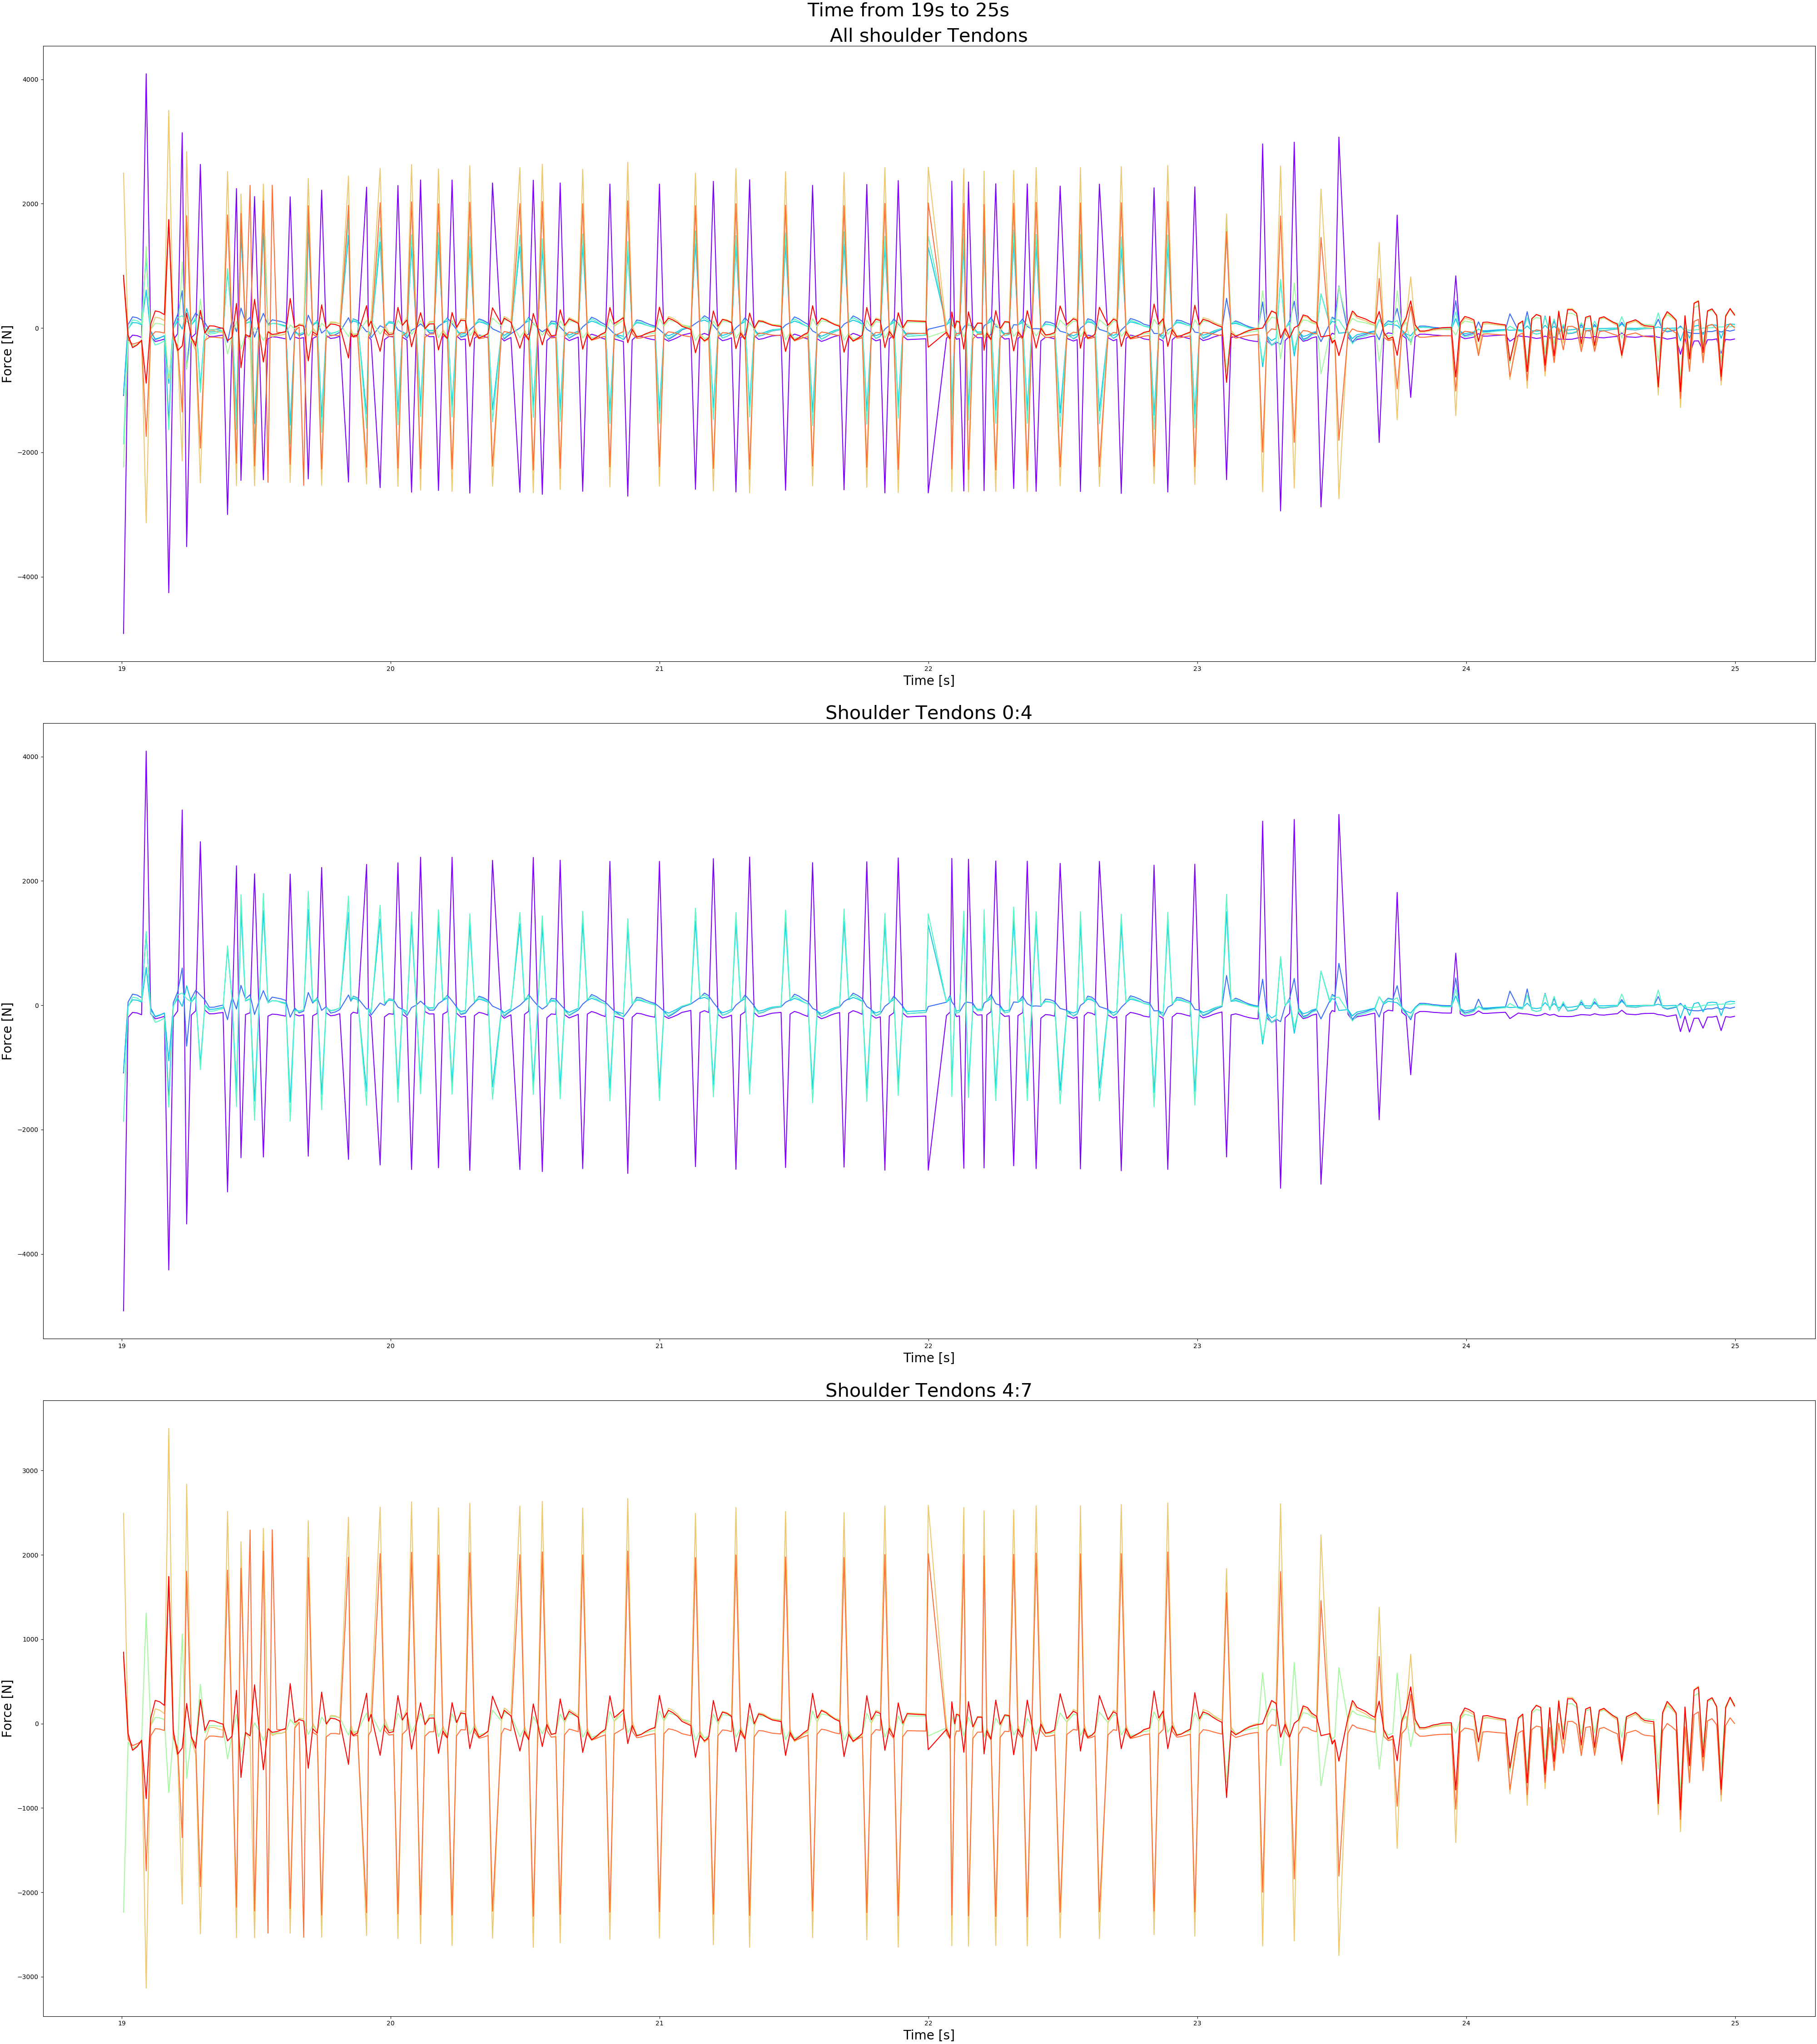 Time from 19s to 25s
All shoulder Tendons
4000
2000
0
−2000
−4000
Force [N]
19 20 21 22 23 24 25
Time [s]
Shoulder Tendons 0:4
4000
2000
0
−2000
−4000
Force [N]
19 20 21 22 23 24 25
Time [s]
Shoulder Tendons 4:7
3000
2000
1000
0
−1000
−2000
−3000
Force [N]
19 20 21 22 23 24 25
Time [s]